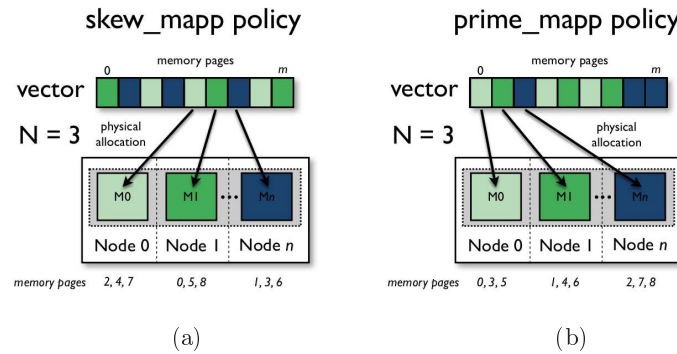 skew_mapp policy
memory pages
0
m
vector
N = 3
physical
allocation
M0
M1
...
Mn
Node 0
Node 1
Node n
memory pages
2, 4, 7
0, 5, 8
1, 3, 6
(a)
prime_mapp policy
memory pages
0
m
vector
N = 3
physical
allocation
M0
M1
...
Mn
Node 0
Node 1
Node n
memory pages
0, 3, 5
1, 4, 6
2, 7, 8
(b)